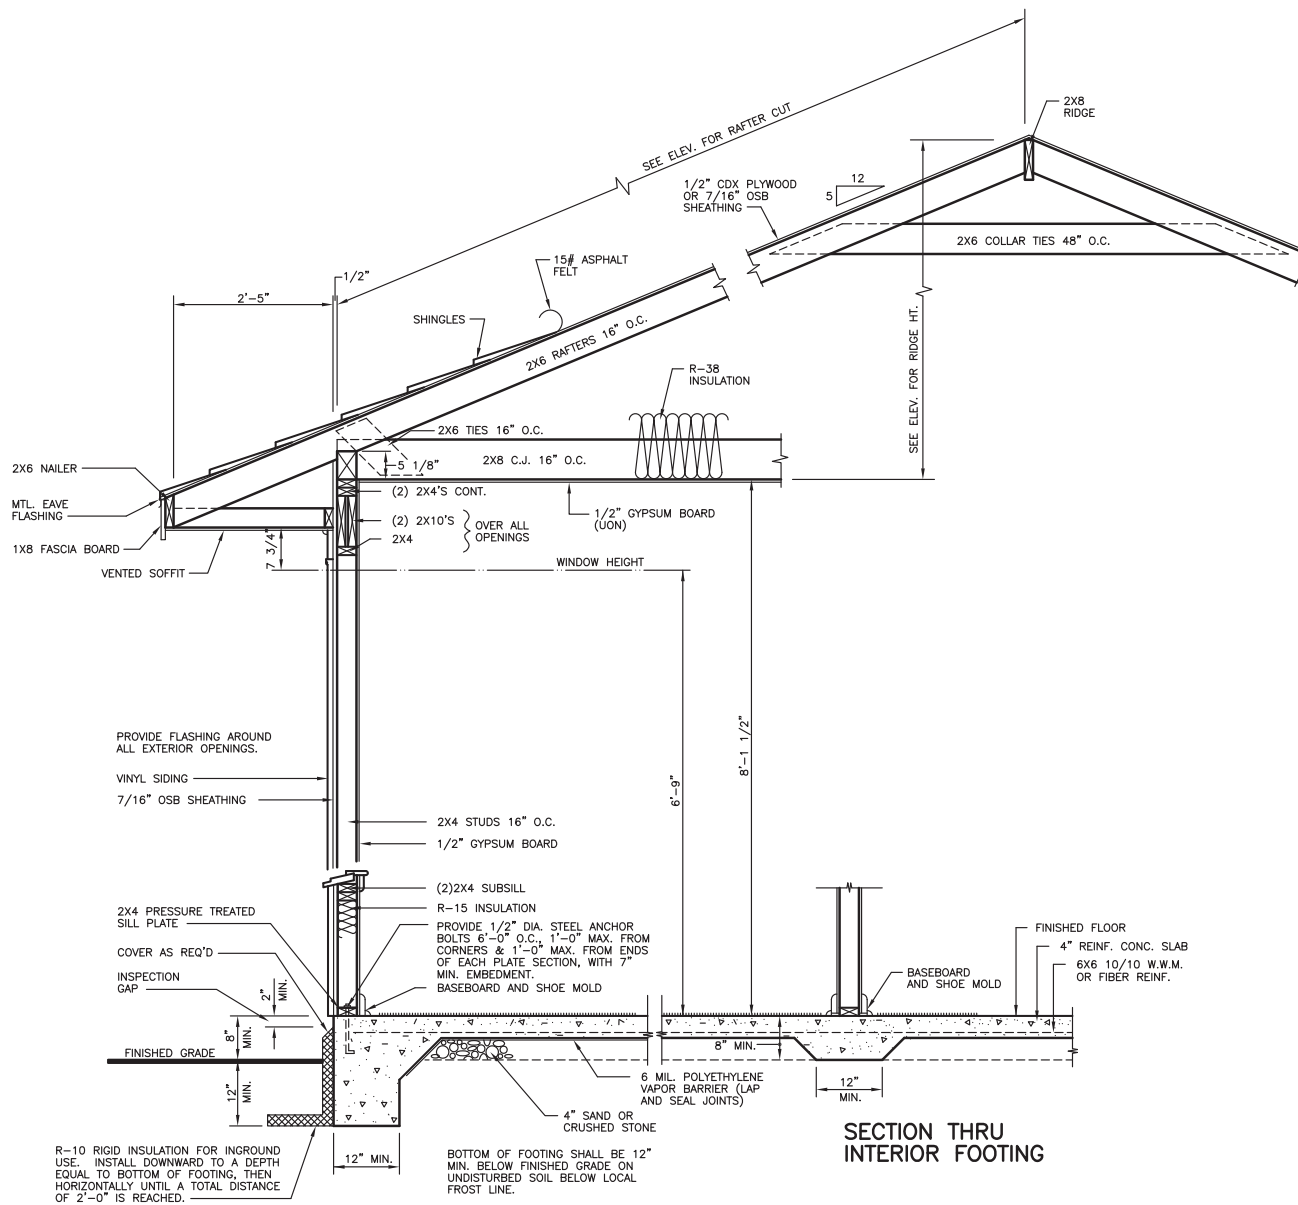 2X8
RIDGE
SEE ELEV. FOR RAFTER CUT
1/2" CDX PLYWOOD
OR 7/16" OSB
SHEATHING
12
5
2X6 COLLAR TIES 48" O.C.
15# ASPHALT
FELT
1/2"
2'-5"
SHINGLES
2X6 RAFTERS 16" O.C.
SEE ELEV. FOR RIDGE HT.
R-38
INSULATION
2X6 TIES 16" O.C.
2X6 NAILER
5 1/8"
2X8 C.J. 16" O.C.
MTL. EAVE
FLASHING
(2) 2X4'S CONT.
1/2" GYPSUM BOARD
(UON)
(2) 2X10'S
2X4
OVER ALL
OPENINGS
1X8 FASCIA BOARD
7 3/4"
VENTED SOFFIT
WINDOW HEIGHT
PROVIDE FLASHING AROUND
ALL EXTERIOR OPENINGS.
VINYL SIDING
7/16" OSB SHEATHING
6'-9"
8'-1 1/2"
2X4 STUDS 16" O.C.
1/2" GYPSUM BOARD
(2)2X4 SUBSILL
R-15 INSULATION
2X4 PRESSURE TREATED
SILL PLATE
PROVIDE 1/2" DIA. STEEL ANCHOR
BOLTS 6'-0" O.C., 1'-0" MAX. FROM
CORNERS & 1'-0" MAX. FROM ENDS
OF EACH PLATE SECTION, WITH 7"
MIN. EMBEDMENT.
BASEBOARD AND SHOE MOLD
COVER AS REQ'D
INSPECTION
GAP
2"
MIN.
8"
MIN.
FINISHED GRADE
12"
MIN.
FINISHED FLOOR
4" REINF. CONC. SLAB
6X6 10/10 W.W.M.
OR FIBER REINF.
BASEBOARD
AND SHOE MOLD
8" MIN.
12"
MIN.
6 MIL. POLYETHYLENE
VAPOR BARRIER (LAP
AND SEAL JOINTS)
4" SAND OR
CRUSHED STONE
SECTION THRU
INTERIOR FOOTING
R-10 RIGID INSULATION FOR INGROUND
USE. INSTALL DOWNWARD TO A DEPTH
EQUAL TO BOTTOM OF FOOTING, THEN
HORIZONTALLY UNTIL A TOTAL DISTANCE
OF 2'-0" IS REACHED.
12" MIN.
BOTTOM OF FOOTING SHALL BE 12"
MIN. BELOW FINISHED GRADE ON
UNDISTURBED SOIL BELOW LOCAL
FROST LINE.